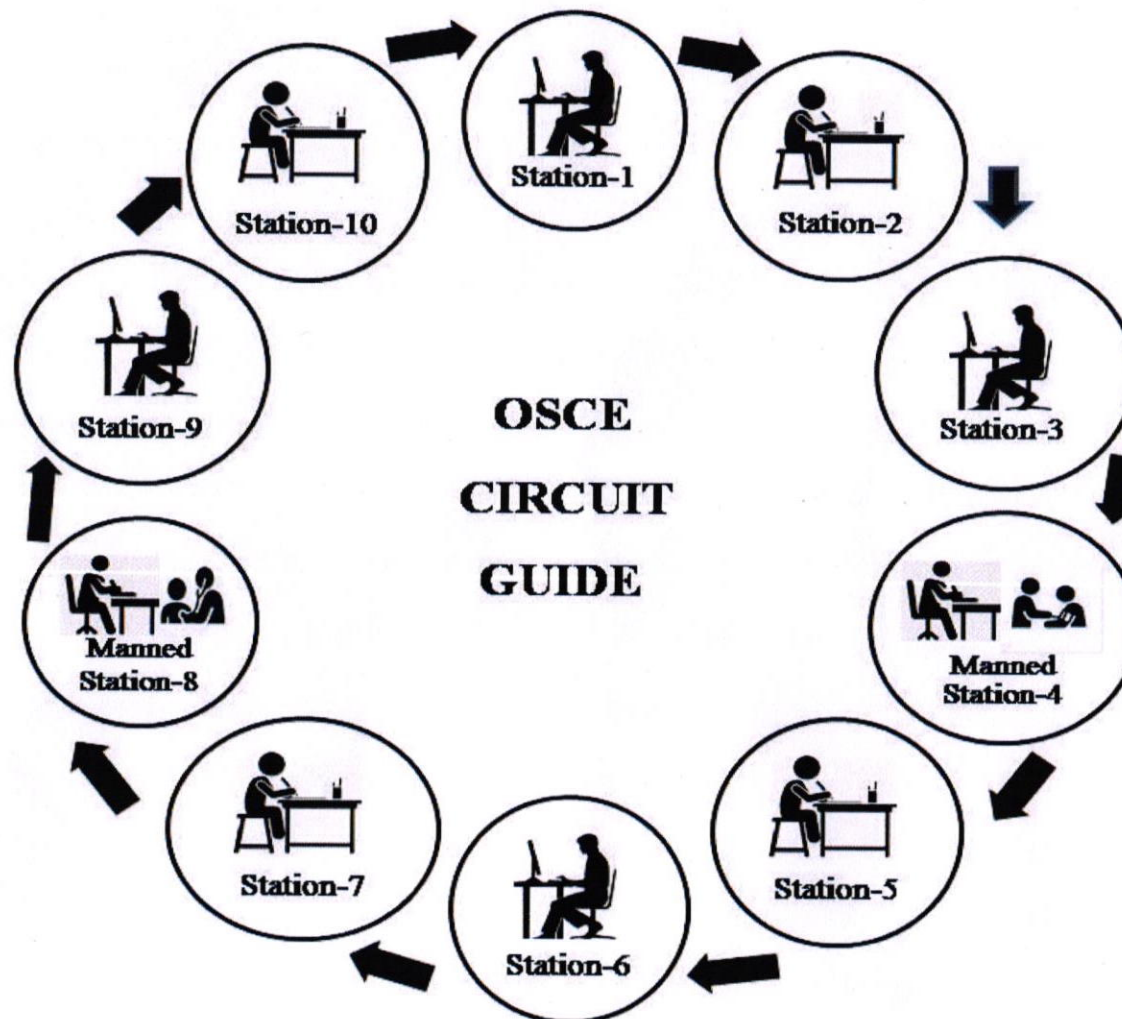 OSCE
CIRCUIT
GUIDE
Station-1
Station-2
Station-3
Manned
Station-4
Station-5
Station-6
Station-7
Manned
Station-8
Station-9
Station-10